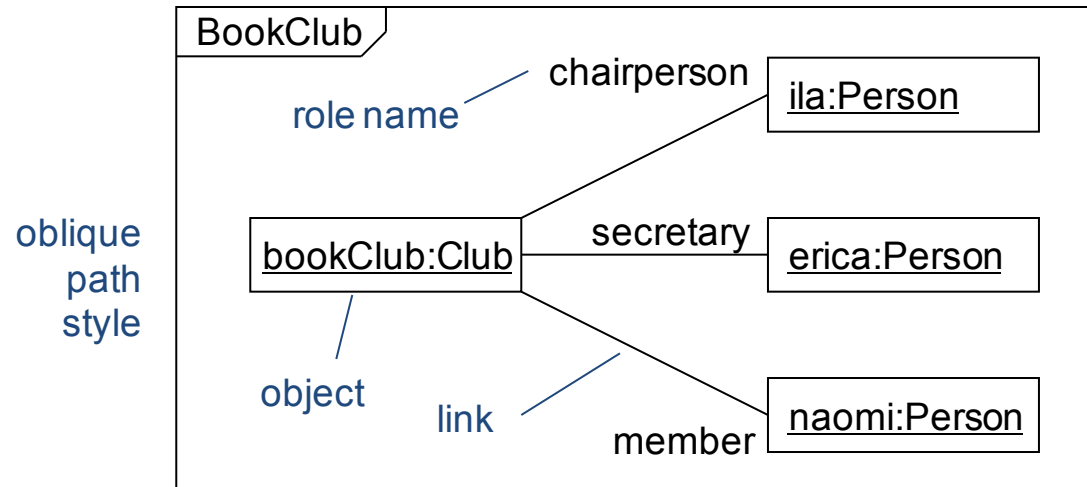 BookClub
chairperson
role name
ila:Person
oblique
path
style
bookClub:Club
secretary
erica:Person
object
link
member
naomi:Person